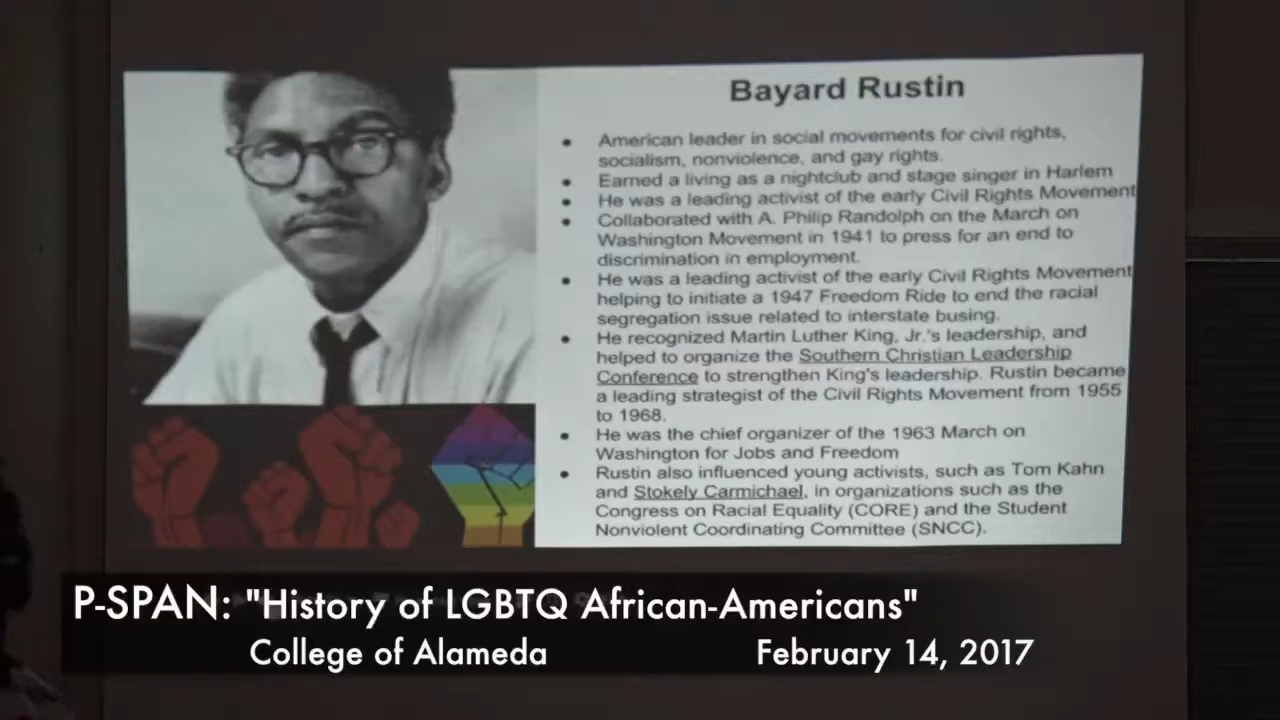 Bayard Rustin
• American leader in social movements for civil rights,
socialism, nonviolence, and gay rights.
• Earned a living as a nightclub and stage singer in Harlem
• He was a leading activist of the early Civil Rights Movement
• Collaborated with A. Philip Randolph on the March on
Washington Movement in 1941 to press for an end to
discrimination in employment.
• He was a leading activist of the early Civil Rights Movement
helping to initiate a 1947 Freedom Ride to end the racial
segregation issue related to interstate busing.
• He recognized Martin Luther King, Jr.'s leadership, and
helped to organize the Southern Christian Leadership
Conference to strengthen King's leadership. Rustin became
a leading strategist of the Civil Rights Movement from 1955
to 1968.
• He was the chief organizer of the 1963 March on
Washington for Jobs and Freedom
• Rustin also influenced young activists, such as Tom Kahn
and Stokely Carmichael, in organizations such as the
Congress on Racial Equality (CORE) and the Student
Nonviolent Coordinating Committee (SNCC).
P-SPAN: "History of LGBTQ African-Americans"
College of Alameda February 14, 2017